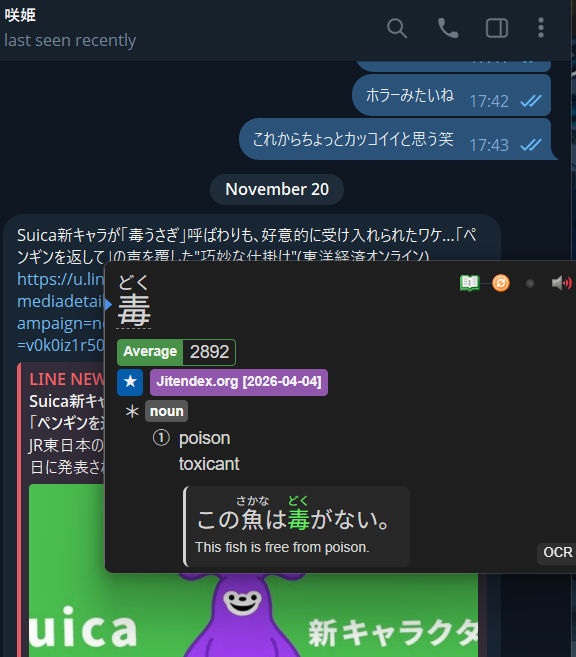 咲姫
last seen recently
ホラーみたいね 17:42
これからちょっとカッコイイと思う笑 17:43
November 20
Suica新キャラが「毒うさぎ」呼ばわりも、好意的に受け入れられたワケ…「ペ
ンギンを返して」の声を覆した"巧妙な仕掛け"(東洋経済オンライン)
https://u.lin
mediadetai
ampaign=ne
=v0k0iz1r50
どく
毒
Average 2892
★ Jitendex.org [2026-04-04]
＊ noun
① poison
toxicant
さかな どく
この魚は毒がない。
This fish is free from poison.
OCR
LINE NEW
Suica新キャ
「ペンギンを
JR東日本の
日に発表さ
uica
新キャラクタ